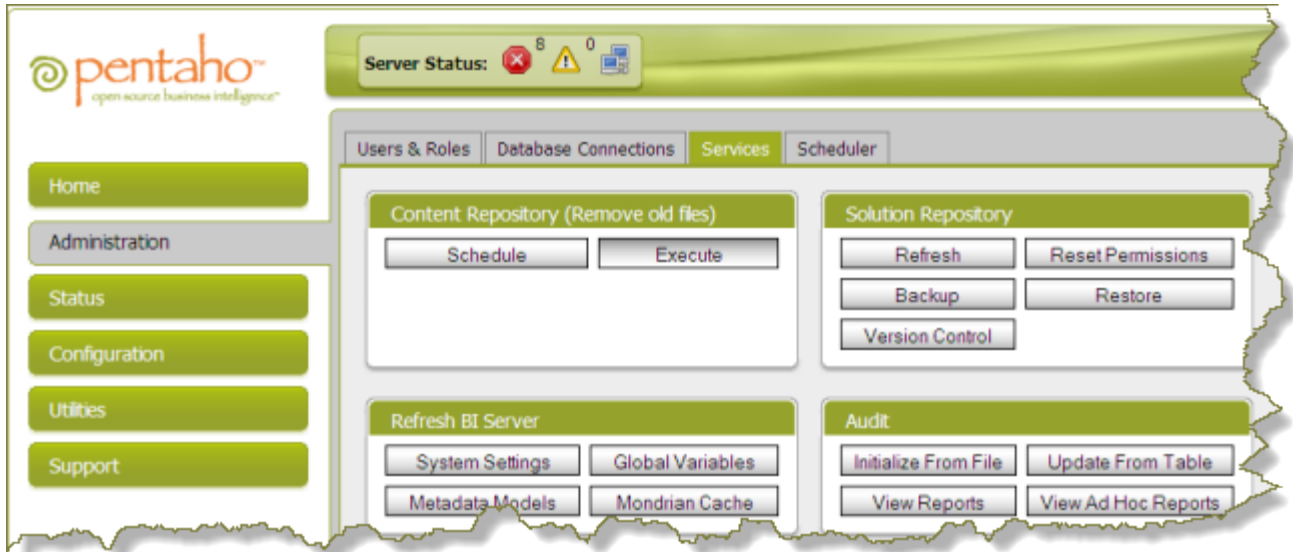 pentaho™
open source business intelligence™
Server Status: 8 0
Users & Roles Database Connections Services Scheduler
Home
Administration
Status
Configuration
Utilities
Support
Content Repository (Remove old files)
Schedule Execute
Solution Repository
Refresh Reset Permissions
Backup Restore
Version Control
Refresh BI Server
System Settings Global Variables
Metadata Models Mondrian Cache
Audit
Initialize From File Update From Table
View Reports View Ad Hoc Reports